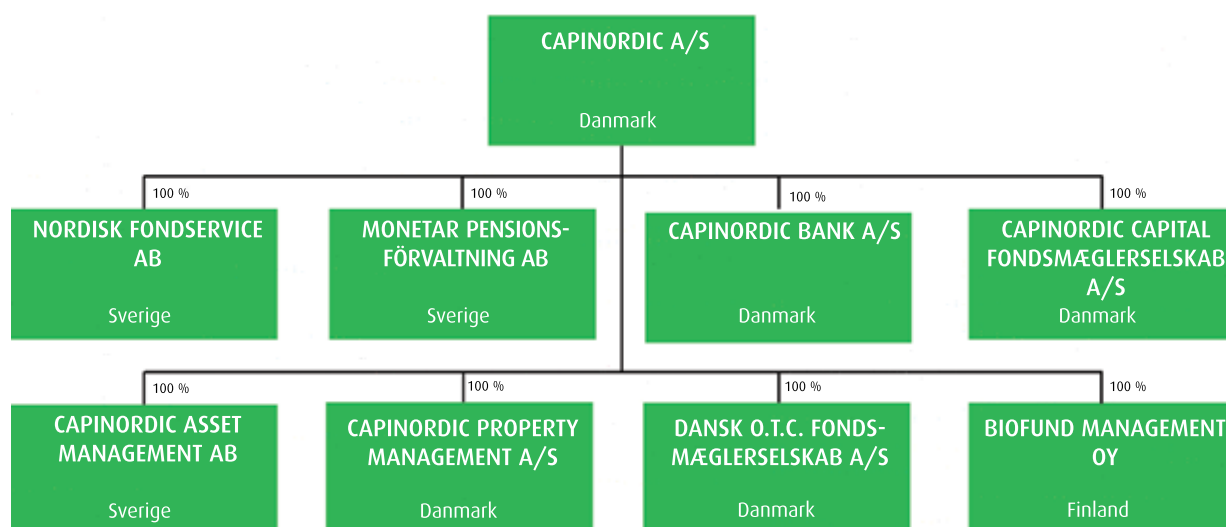 CAPINORDIC A/S
Danmark
100 %
100 %
100 %
100 %
NORDISK FONDSERVICE
AB
Sverige
MONETAR PENSIONS-
FÖRVALTNING AB
Sverige
CAPINORDIC BANK A/S
Danmark
CAPINORDIC CAPITAL
FONDSMÆGLERSELSKAB
A/S
Danmark
100 %
100 %
100 %
100 %
CAPINORDIC ASSET
MANAGEMENT AB
Sverige
CAPINORDIC PROPERTY
MANAGEMENT A/S
Danmark
DANSK O.T.C. FONDS-
MÆGLERSELSKAB A/S
Danmark
BIOFUND MANAGEMENT
OY
Finland